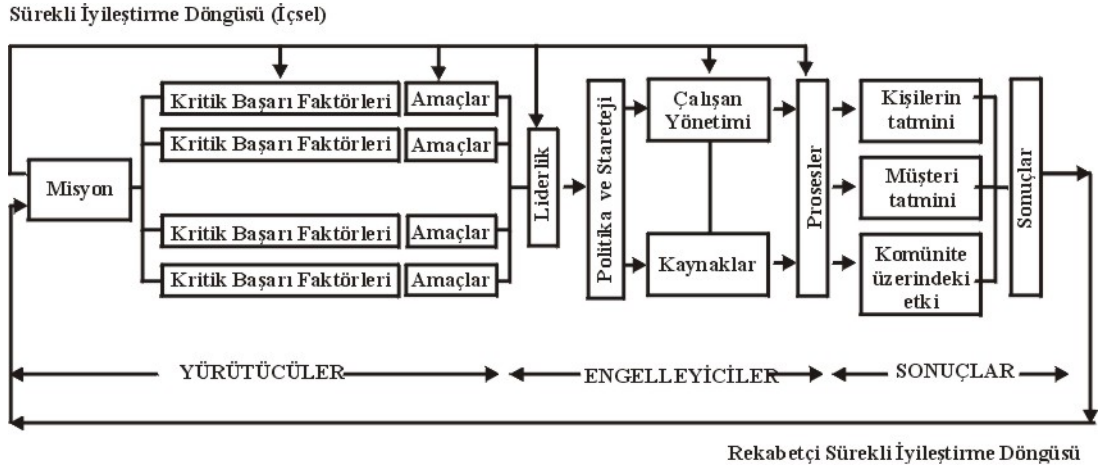 Sürekli İyileştirme Döngüsü (İçsel)
Kritik Başarı Faktörleri
Amaçlar
Kritik Başarı Faktörleri
Amaçlar
Misyon
Kritik Başarı Faktörleri
Amaçlar
Kritik Başarı Faktörleri
Amaçlar
Liderlik
Politika ve Stareteji
Çalışan
Yönetimi
Kaynaklar
Prosesler
Kişilerin
tatmini
Müşteri
tatmini
Komünite
üzerindeki
etki
Sonuçlar
YÜRÜTÜCÜLER
ENGELLEYİCİLER
SONUÇLAR
Rekabetçi Sürekli İyileştirme Döngüsü